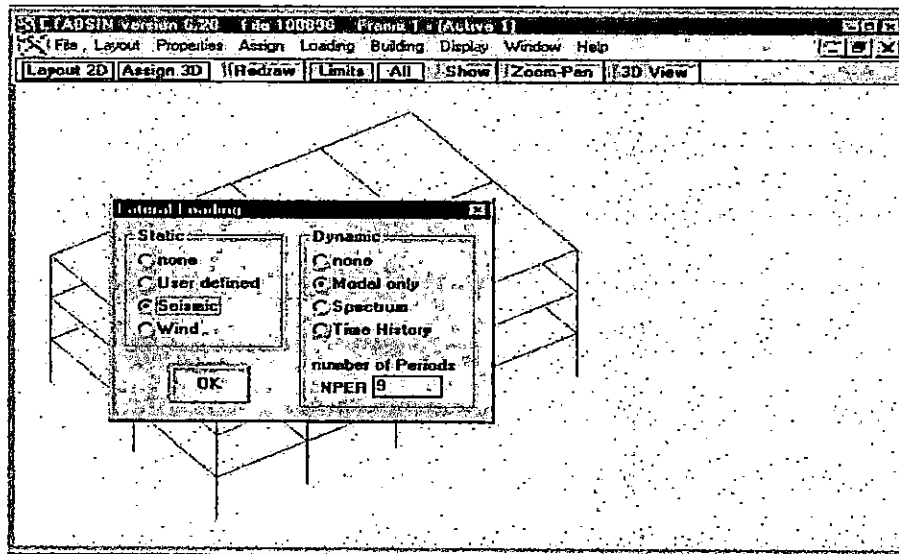 CTADSIN version 6.20 file 100898 Frame 1 - (Active 1)
File Layout Properties Assign Loading Building Display Window Help
Layout 2D Assign 3D Redraw Limits All Show Zoom-Pan 3D View
Lateral Loading
Static
none
User defined
Seismic
Wind
OK
Dynamic
none
Modal only
Spectrum
Time History
number of Periods
NPER 9